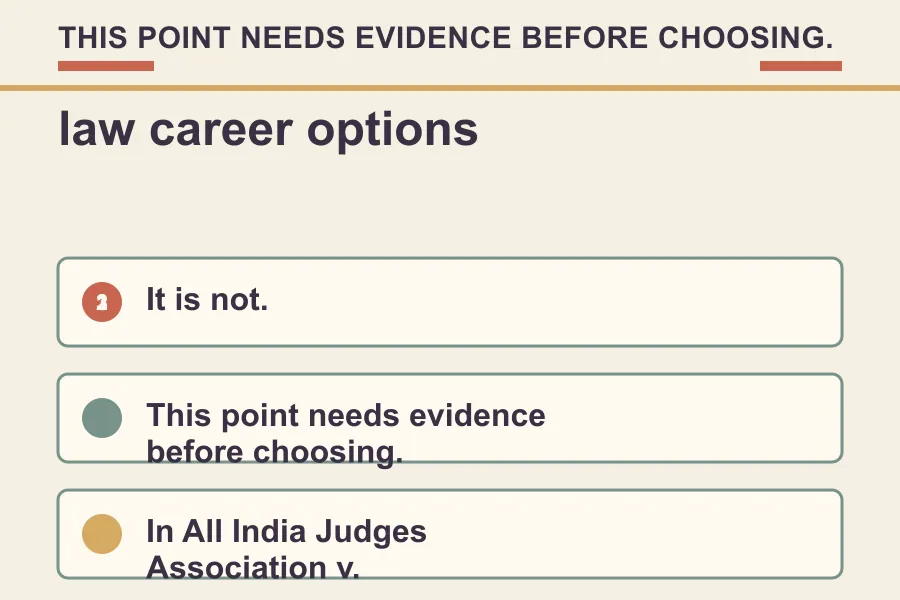 THIS POINT NEEDS EVIDENCE BEFORE CHOOSING.
law career options
It is not.
This point needs evidence
before choosing.
In All India Judges
Association v.